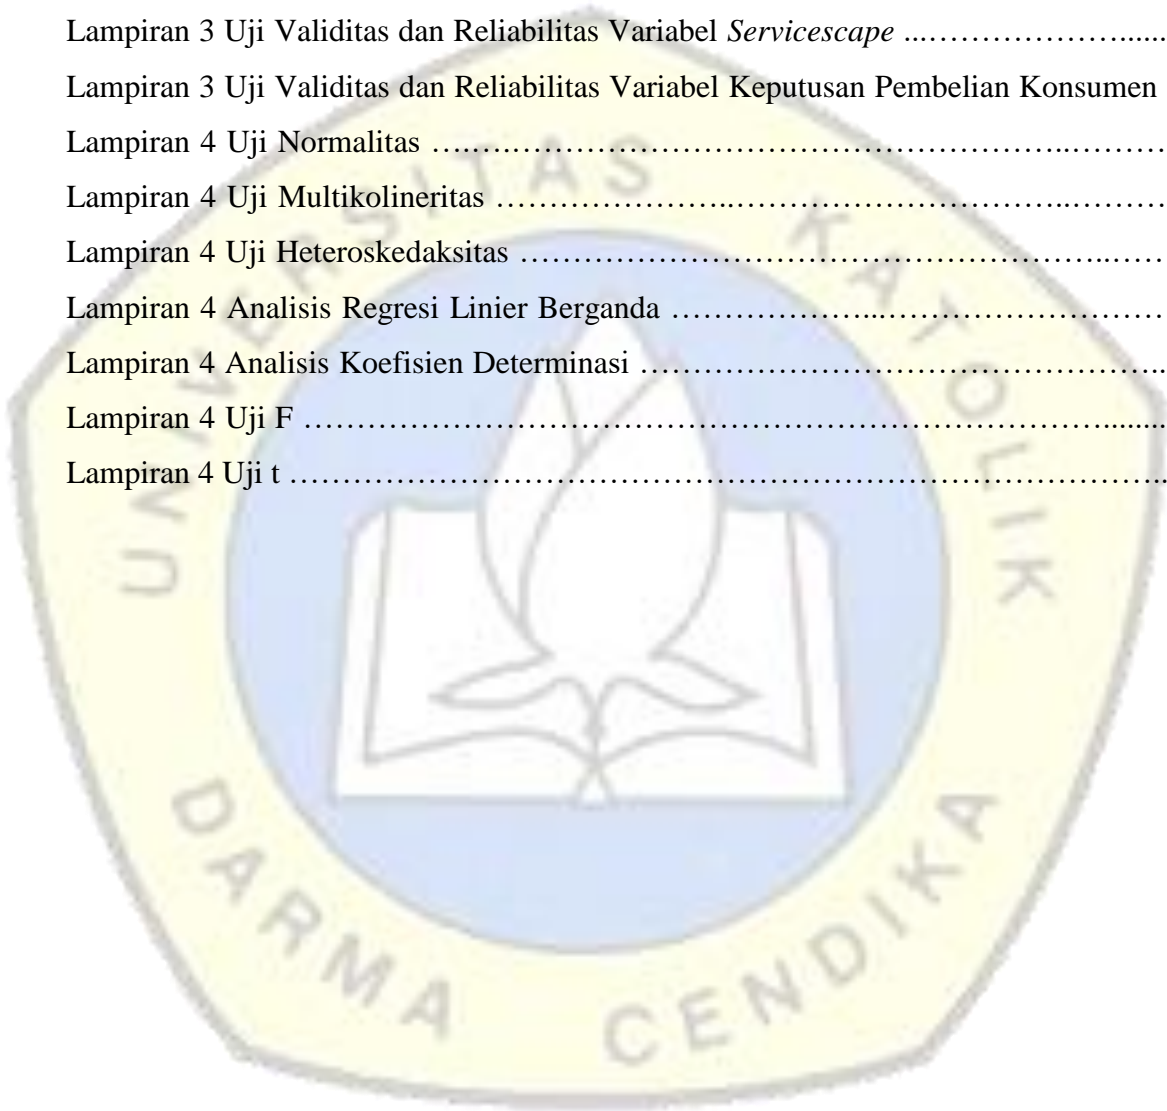 Lampiran 3 Uji Validitas dan Reliabilitas Variabel Servicescape ...………………......
Lampiran 3 Uji Validitas dan Reliabilitas Variabel Keputusan Pembelian Konsumen
Lampiran 4 Uji Normalitas ….….…………………………………………………..………
Lampiran 4 Uji Multikolineritas …………………..……………………………..………
Lampiran 4 Uji Heteroskedaksitas …………………………………………………..……
Lampiran 4 Analisis Regresi Linier Berganda ………………...………………………
Lampiran 4 Analisis Koefisien Determinasi ……………………………………………..
Lampiran 4 Uji F …………………………………………………………………….......
Lampiran 4 Uji t ………………………………………………………………………..
UNIVERSITAS KATOLIK
DARMA CENDIKA